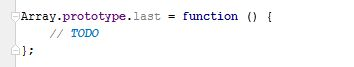 Array.prototype.last = function () {
// TODO
};